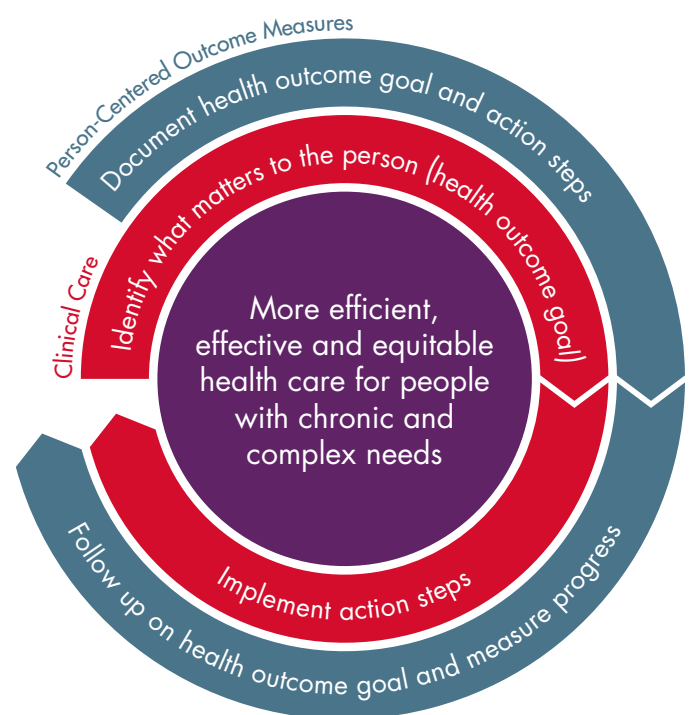 Person-Centered Outcome Measures
Document health outcome goal and action steps
Clinical Care
Identify what matters to the person (health outcome goal)
More efficient,
effective and equitable
health care for people
with chronic and
complex needs
Implement action steps
Follow up on health outcome goal and measure progress